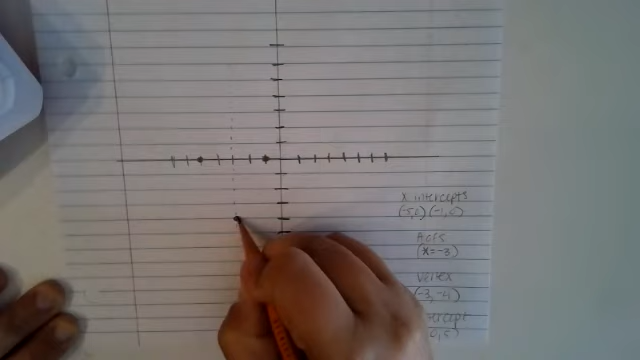 X intercepts
(-5,0) (-1,0)
AOFS
(x=-3)
Vertex
(-3,-4)